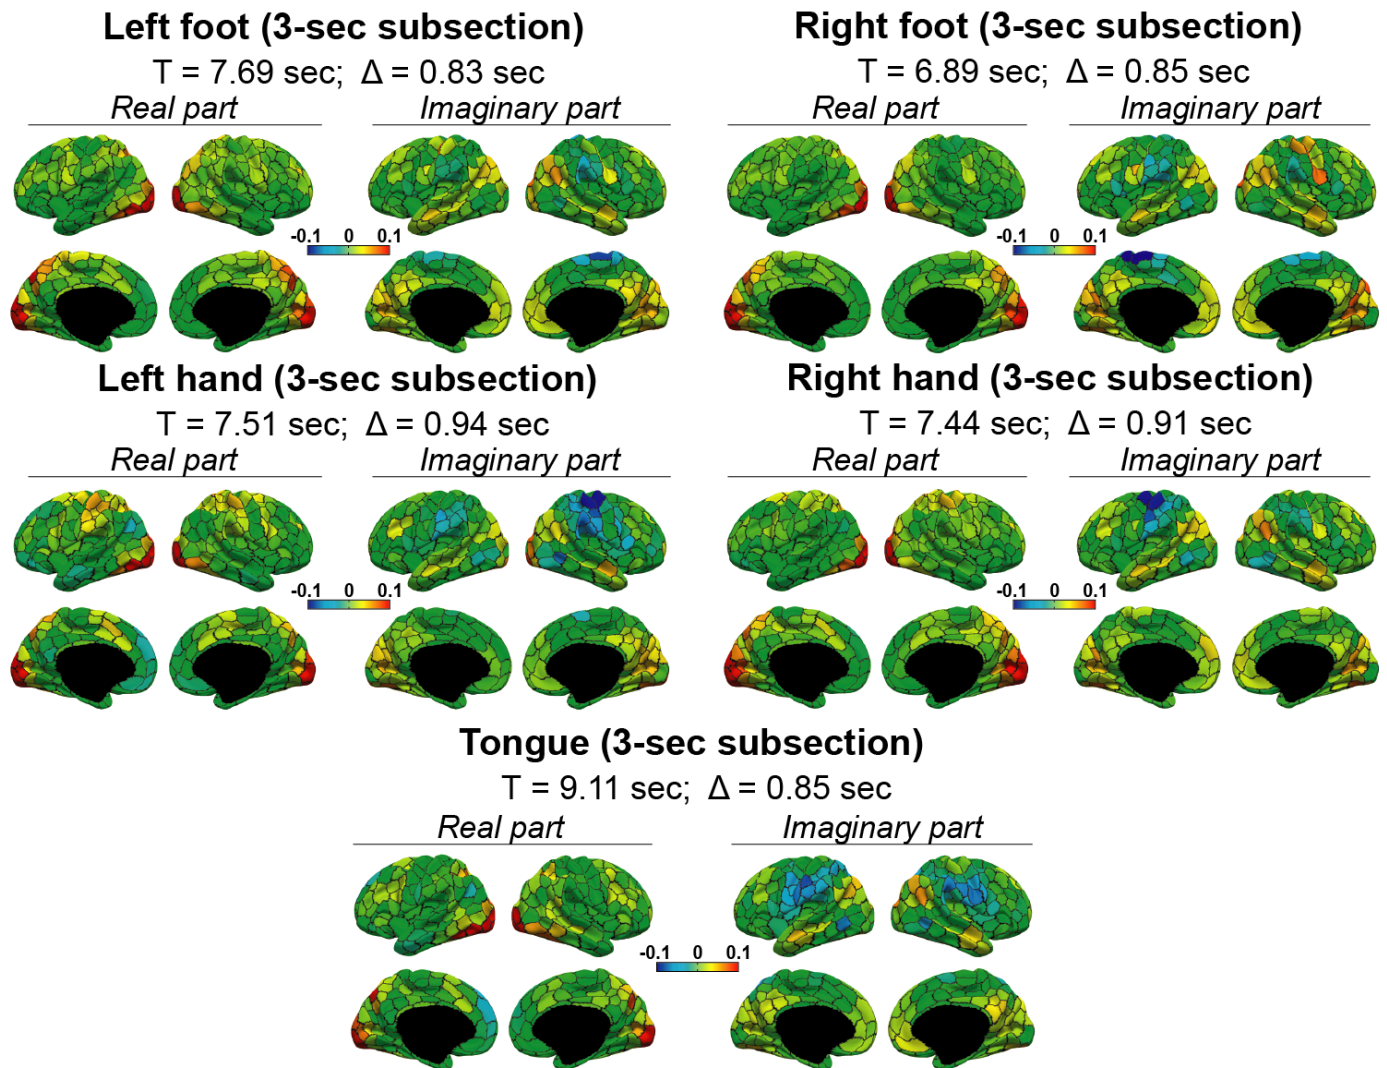 Left foot (3-sec subsection)
T = 7.69 sec;  Δ = 0.83 sec
Real part
Imaginary part
-0.1 0 0.1
Right foot (3-sec subsection)
T = 6.89 sec;  Δ = 0.85 sec
Real part
Imaginary part
-0.1 0 0.1
Left hand (3-sec subsection)
T = 7.51 sec;  Δ = 0.94 sec
Real part
Imaginary part
-0.1 0 0.1
Right hand (3-sec subsection)
T = 7.44 sec;  Δ = 0.91 sec
Real part
Imaginary part
-0.1 0 0.1
Tongue (3-sec subsection)
T = 9.11 sec;  Δ = 0.85 sec
Real part
Imaginary part
-0.1 0 0.1